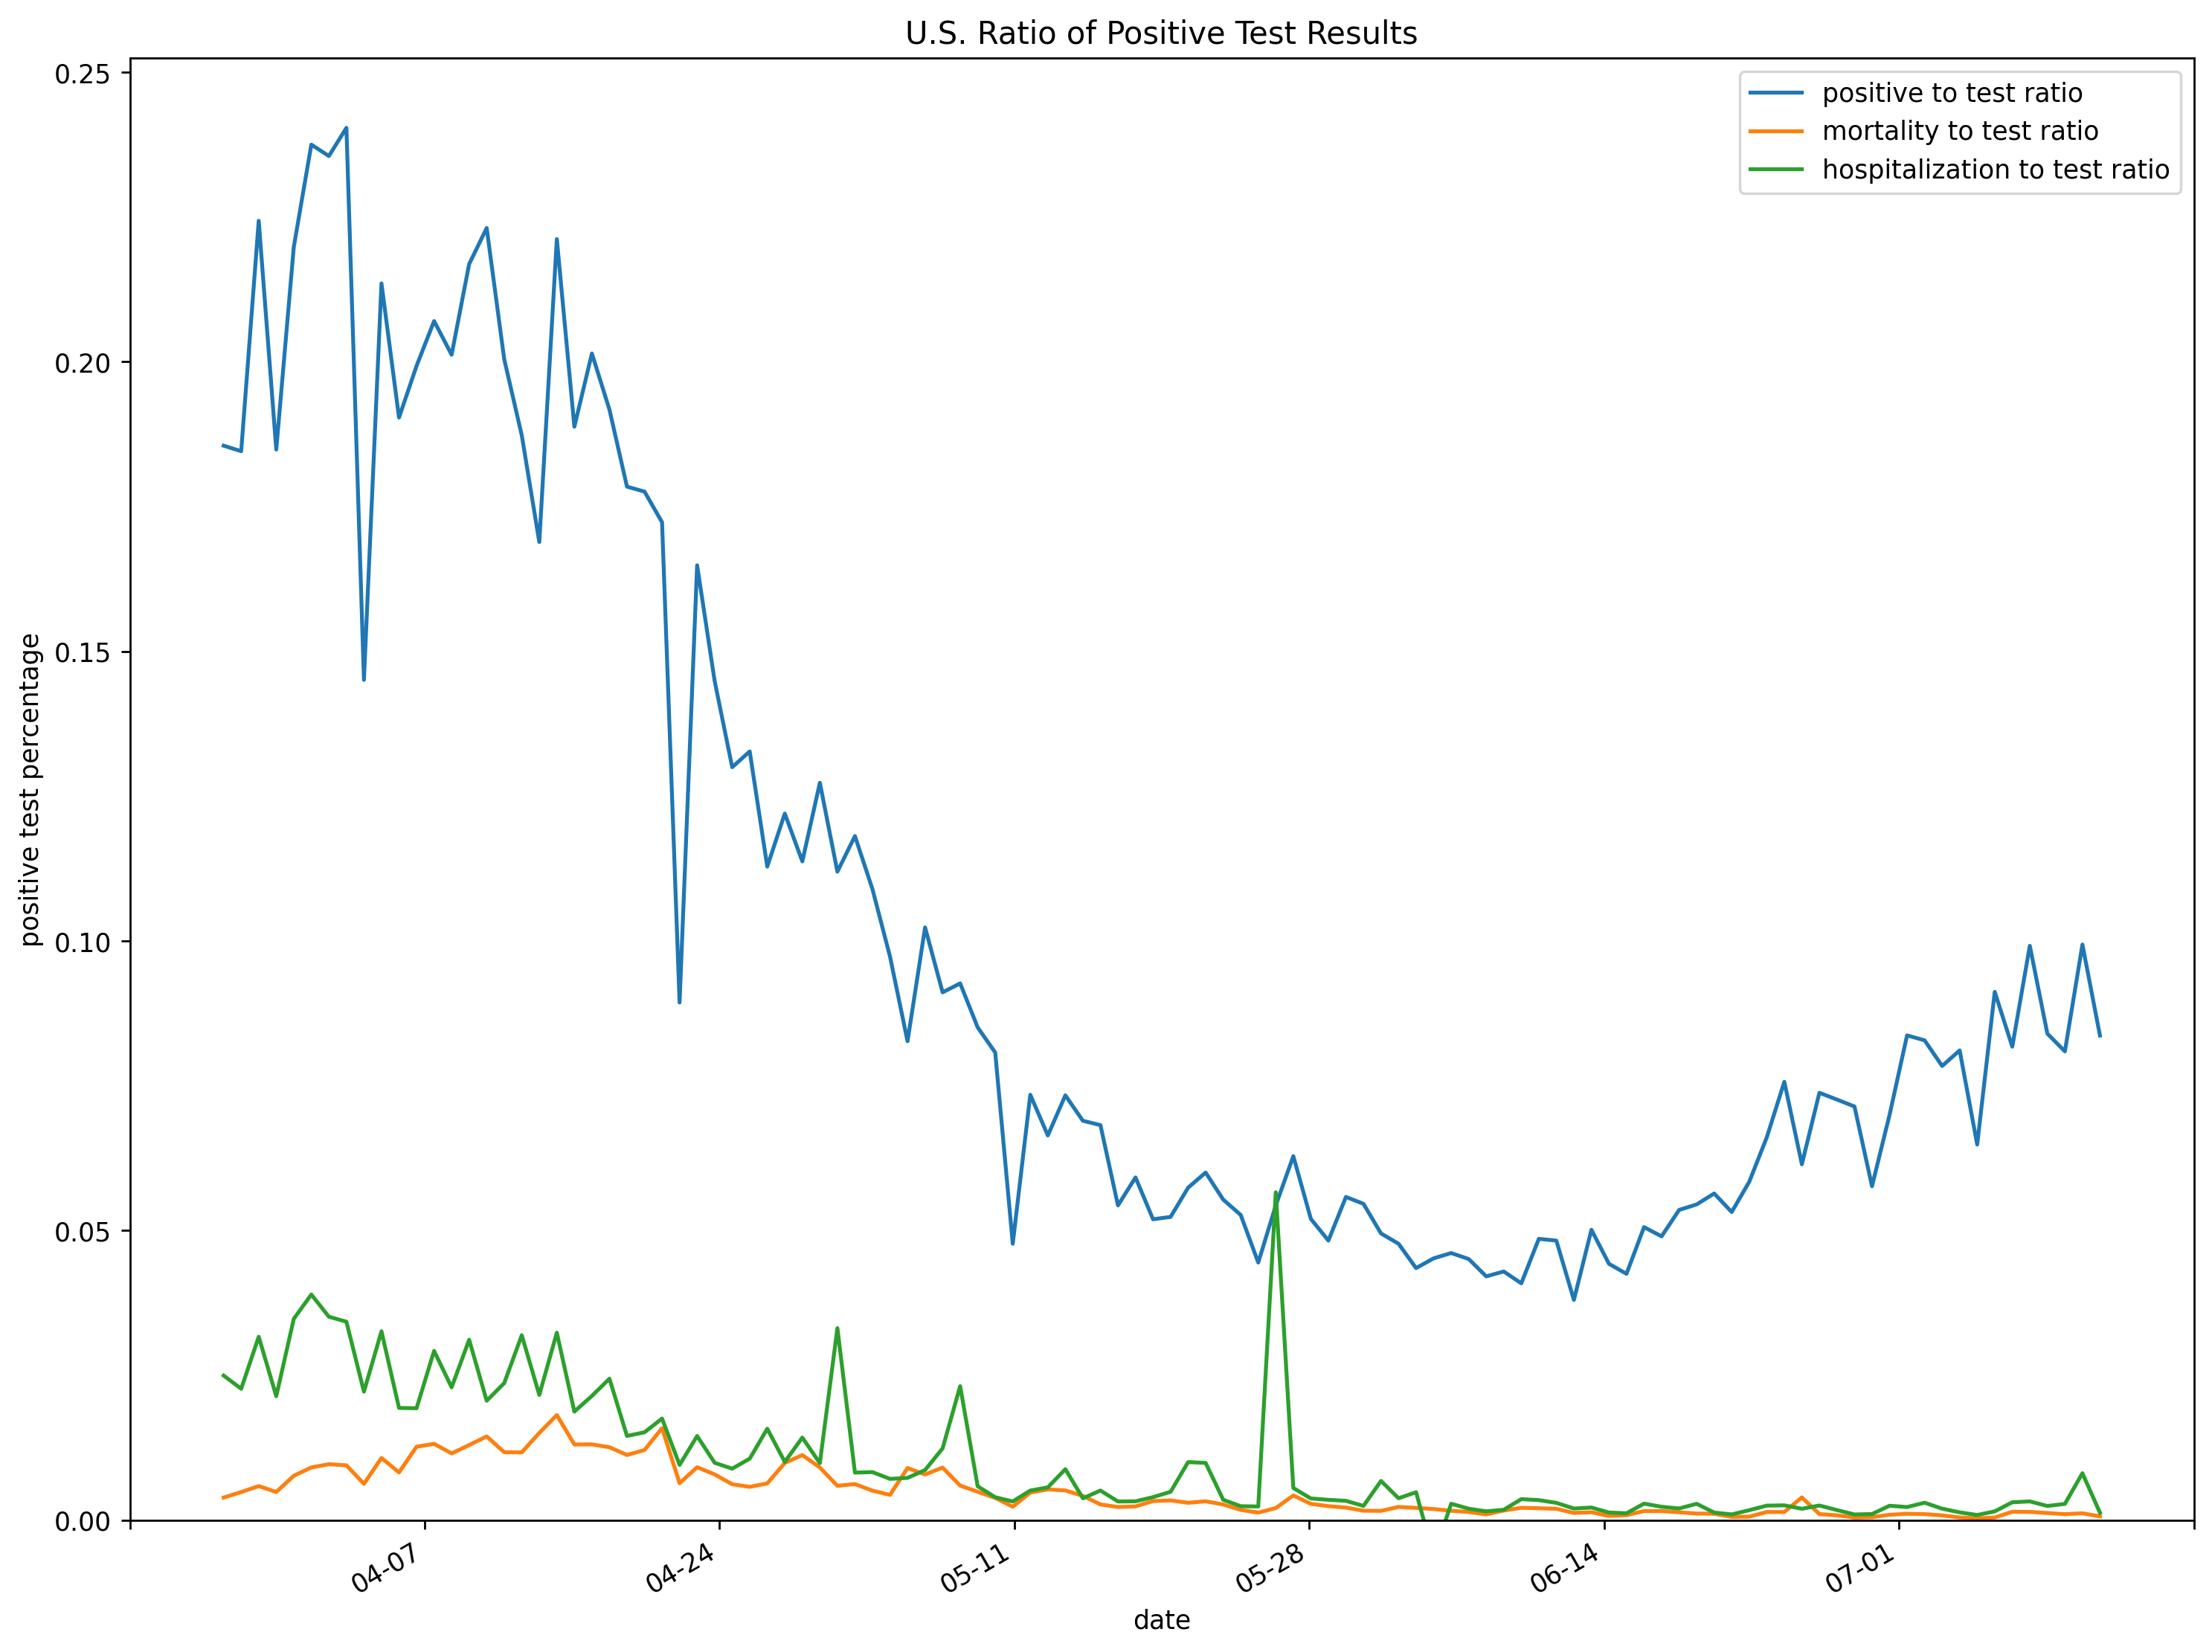 U.S. Ratio of Positive Test Results
positive to test ratio
mortality to test ratio
hospitalization to test ratio
positive test percentage
0.25
0.20
0.15
0.10
0.05
0.00
04-07
04-24
05-11
05-28
06-14
07-01
date